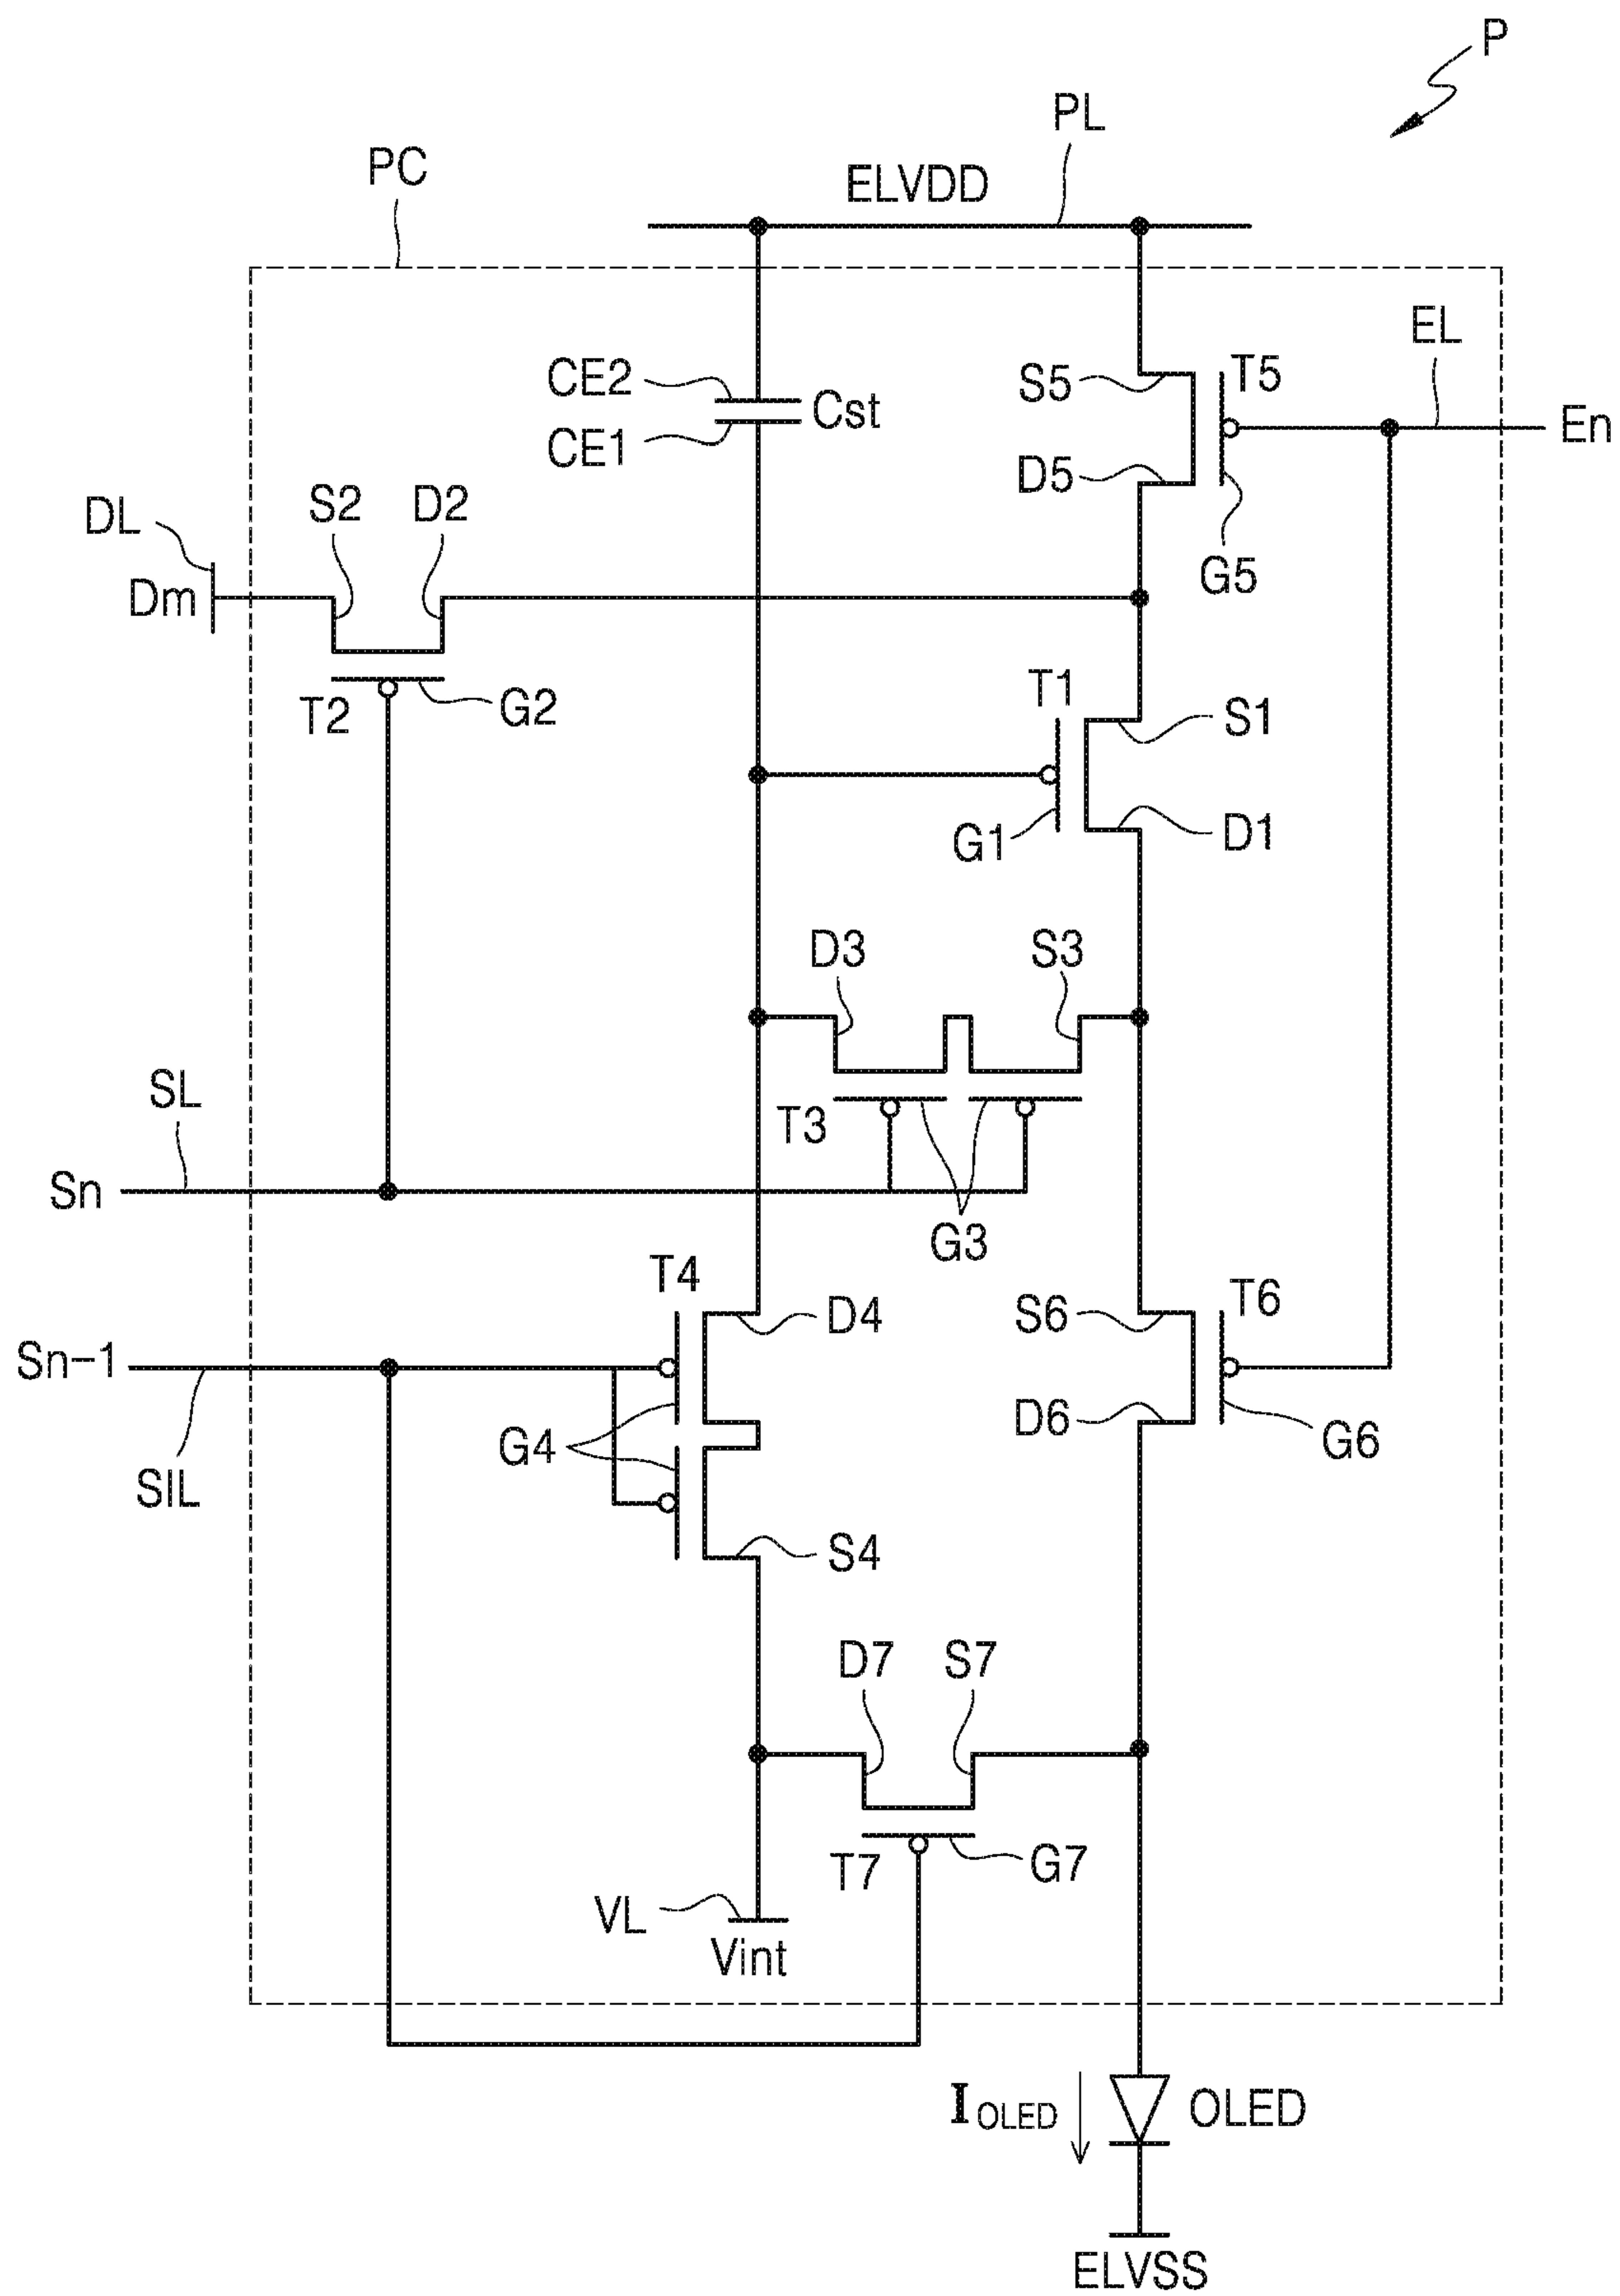 P
PL
PC
ELVDD
EL
CE2
S5
T5
Cst
En
CE1
D5
S2
D2
DL
G5
Dm
T1
T2
G2
S1
G1
D1
D3
S3
SL
T3
Sn
G3
T4
T6
D4
S6
Sn-1
D6
G4
G6
SIL
S4
D7
S7
T7
G7
VL
Vint
IOLED
OLED
ELVSS